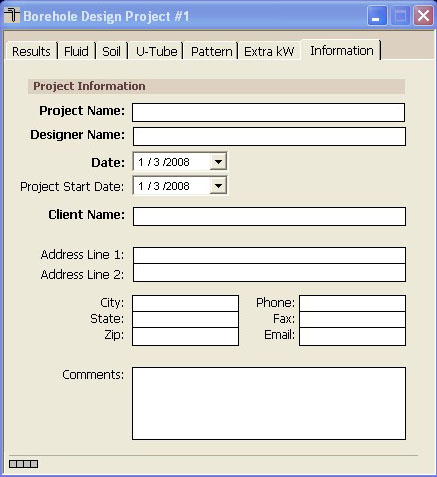 Borehole Design Project #1
Results Fluid Soil U-Tube Pattern Extra kW Information
Project Information
Project Name:
Designer Name:
Date: 1 / 3 /2008
Project Start Date: 1 / 3 /2008
Client Name:
Address Line 1:
Address Line 2:
City: Phone:
State: Fax:
Zip: Email:
Comments: